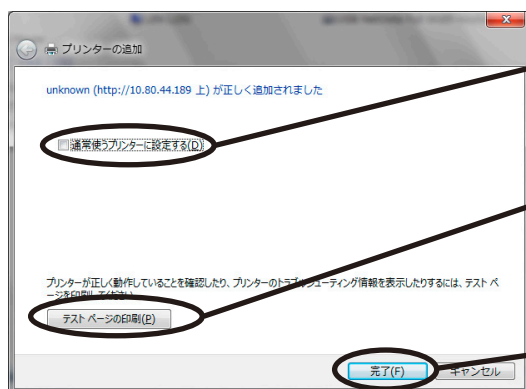 プリンターの追加
unknown (http://10.80.44.189 上) が正しく追加されました
通常使うプリンターに設定する(D)
プリンターが正しく動作していることを確認したり、プリンターのトラブルシューティング情報を表示したりするには、テスト ペ
ージを印刷してください。
テスト ページの印刷(P)
完了(F)
キャンセル